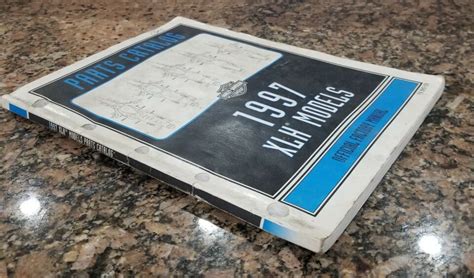 PARTS CATALOG
1997
XLH® MODELS
OFFICIAL FACTORY MANUAL
1997 XLH® MODELS PARTS CATALOG